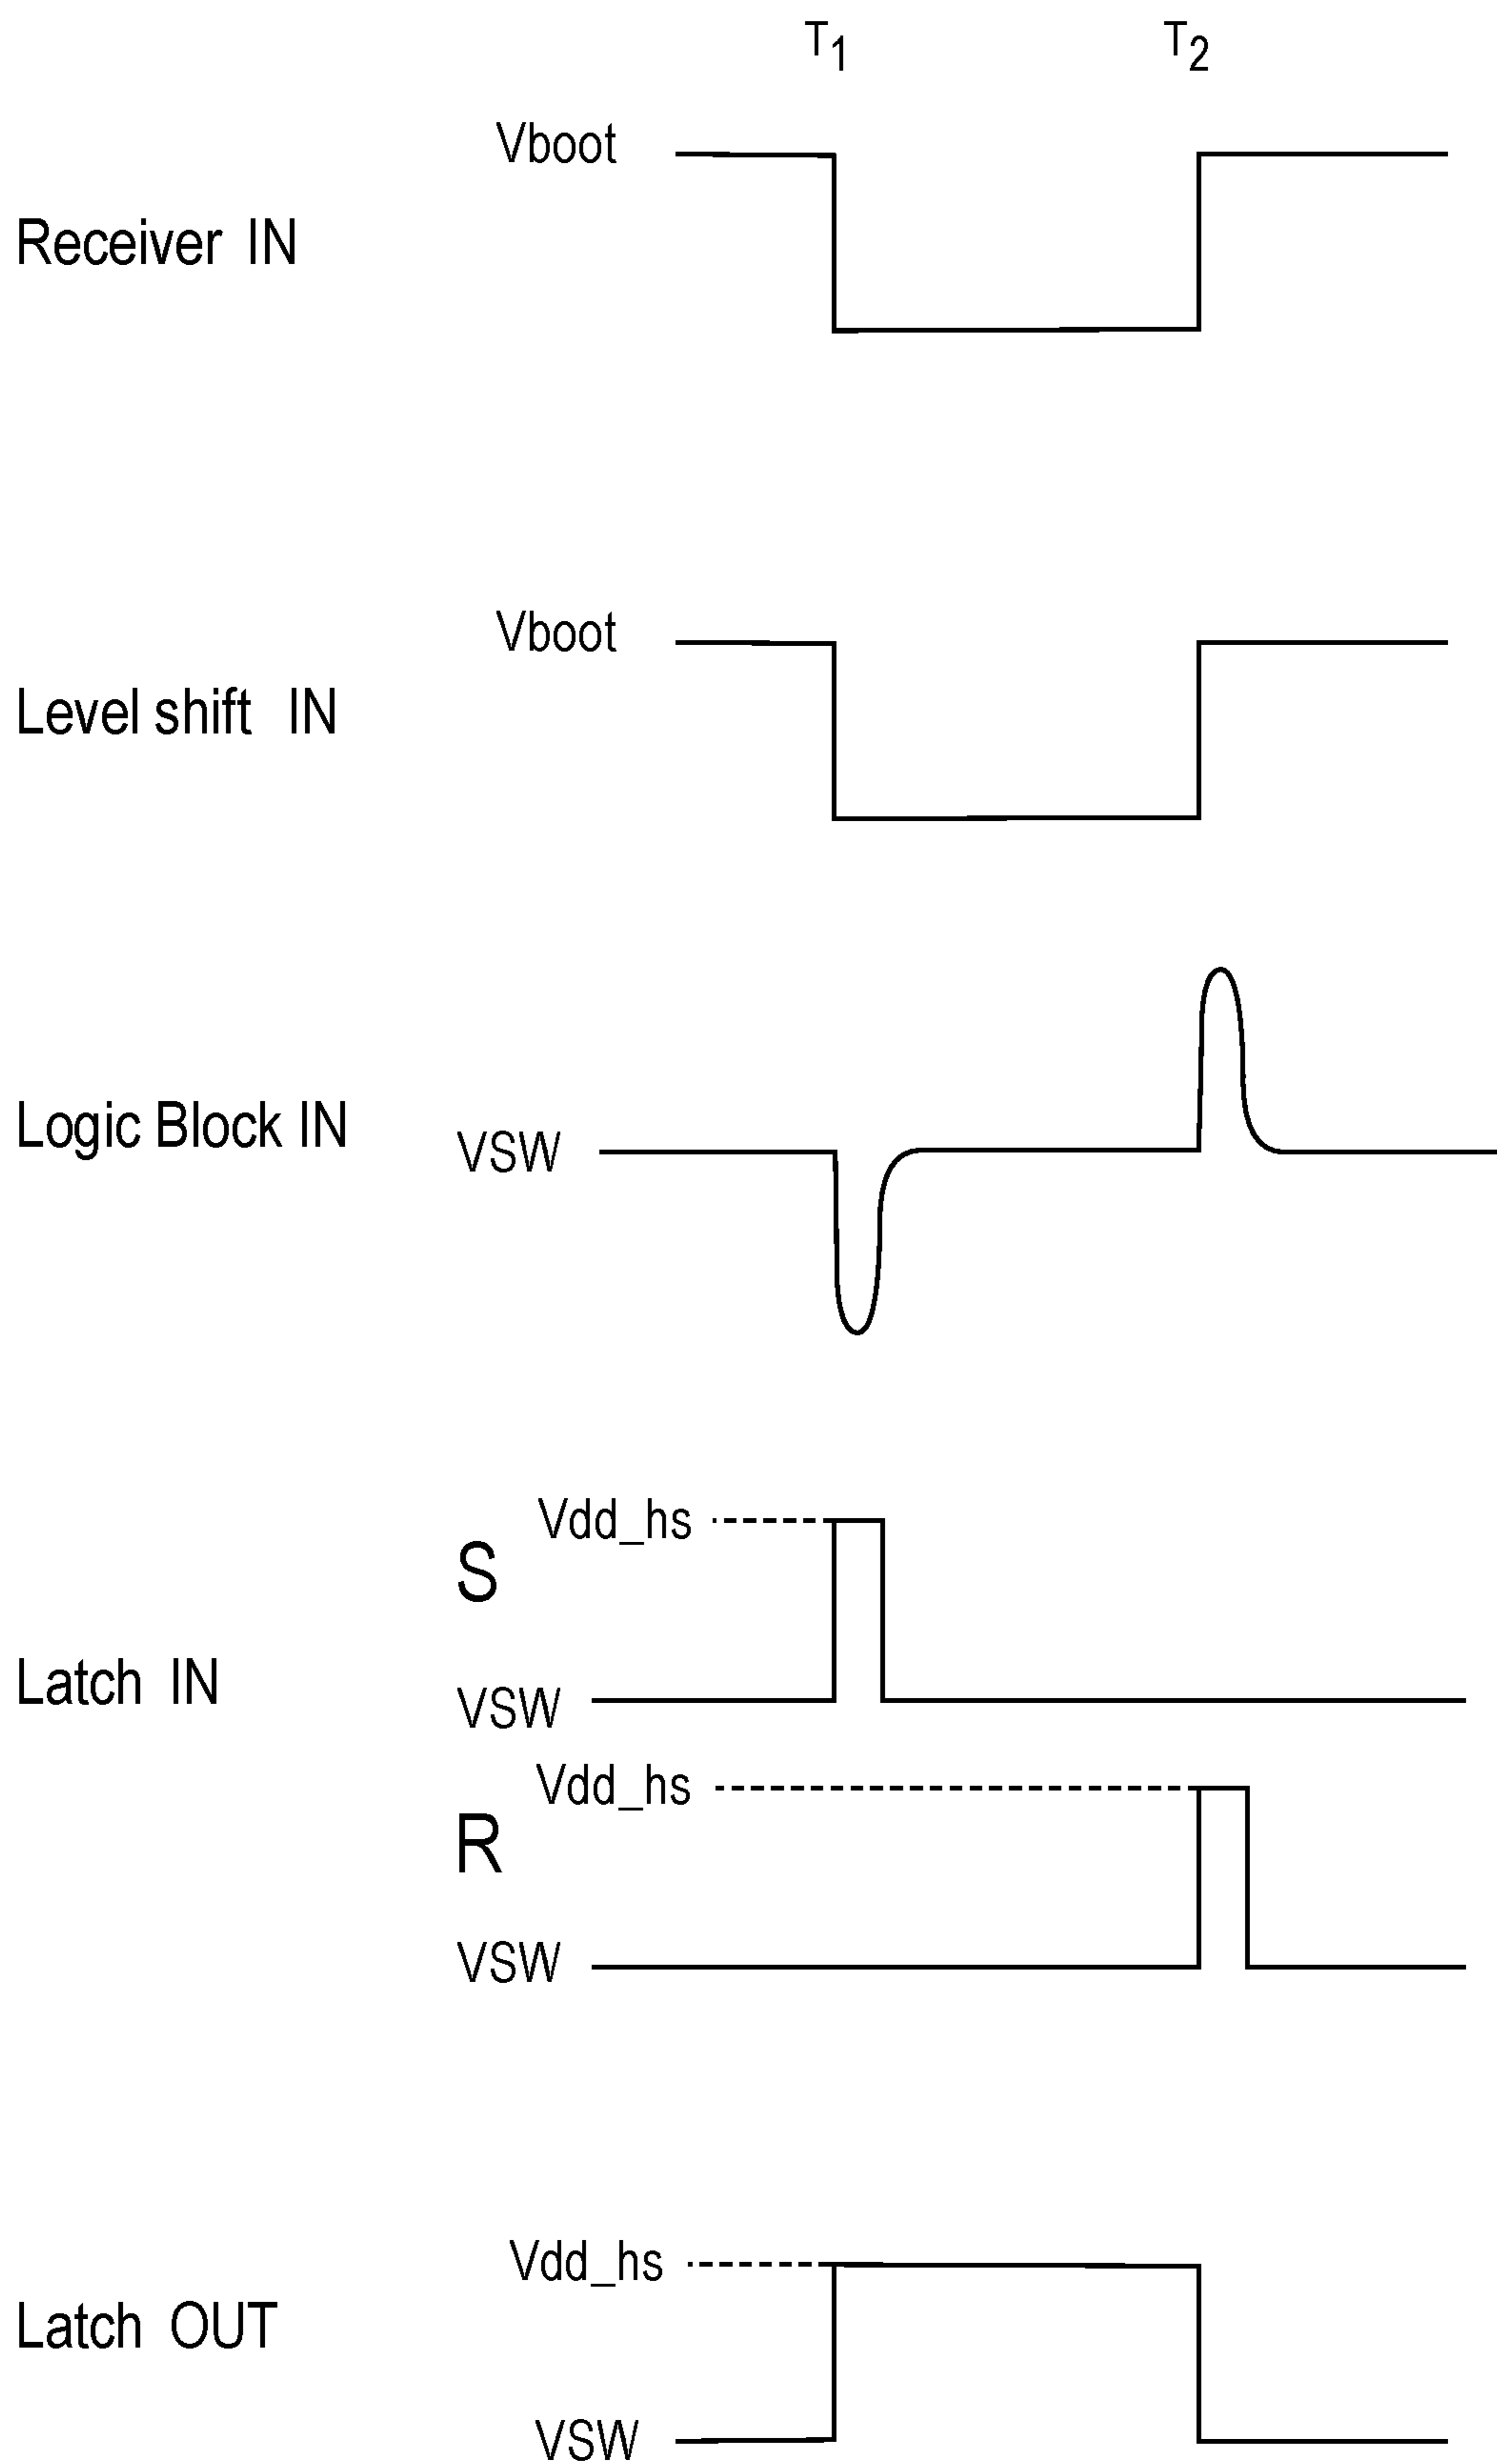 T1 T2
Vboot
Receiver IN
Vboot
Level shift IN
Logic Block IN VSW
Vdd_hs
S
Latch IN VSW
Vdd_hs
R
VSW
Vdd_hs
Latch OUT
VSW